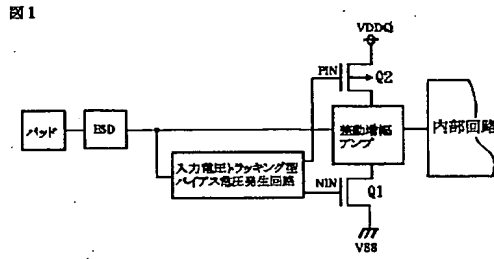 図1
VDDQ
PIN
Q2
パッド
ESD
差動増幅
アンプ
内部回路
入力電圧トラッキング型
バイアス電圧発生回路
NIN
Q1
VSS